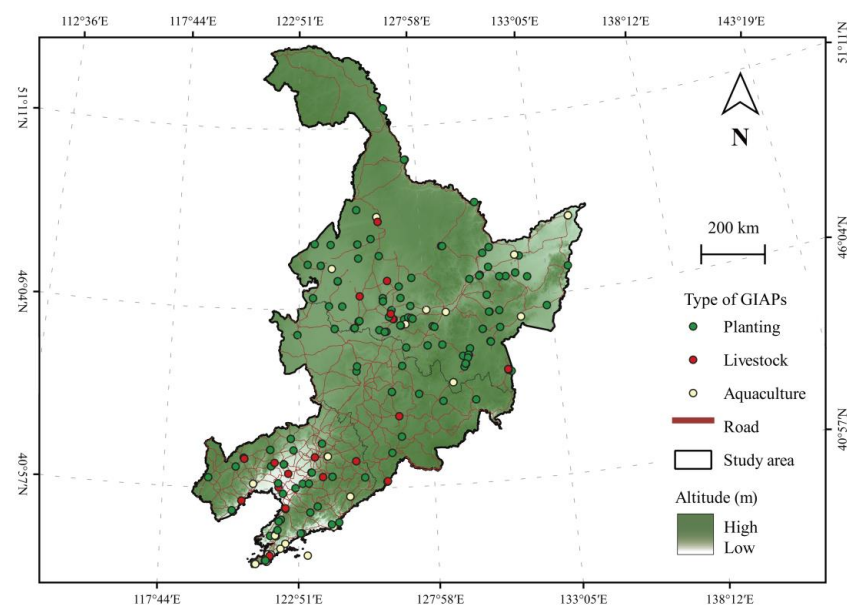 112°36'E 117°44'E 122°51'E 127°58'E 133°05'E 138°12'E 143°19'E
51°11'N
51°11'N
N
200 km
46°04'N
46°04'N
Type of GIAPs
Planting
Livestock
Aquaculture
Road
40°57'N
Study area
40°57'N
Altitude (m)
High
Low
117°44'E 122°51'E 127°58'E 133°05'E 138°12'E